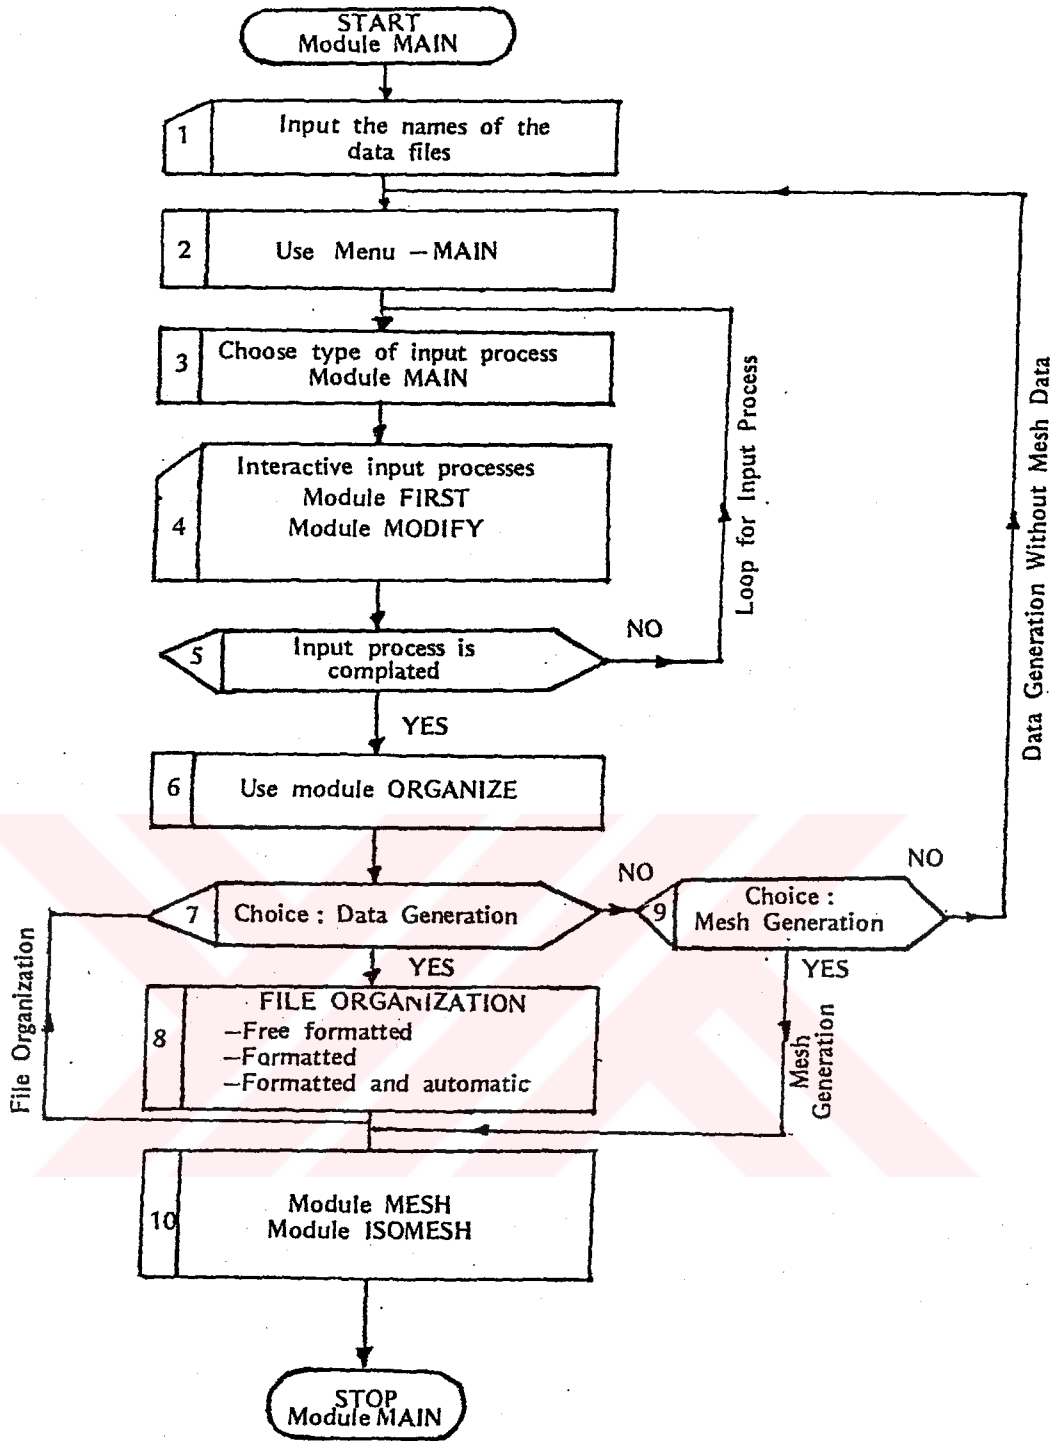 START
Module MAIN
1
Input the names of the
data files
2
Use Menu – MAIN
3
Choose type of input process
Module MAIN
4
Interactive input processes
Module FIRST
Module MODIFY
Loop for Input Process
Data Generation Without Mesh Data
5
Input process is
complated
NO
YES
6
Use module ORGANIZE
7
Choice : Data Generation
NO
9
Choice :
Mesh Generation
NO
YES
YES
File Organization
8
FILE ORGANIZATION
–Free formatted
–Formatted
–Formatted and automatic
Mesh
Generation
10
Module MESH
Module ISOMESH
STOP
Module MAIN